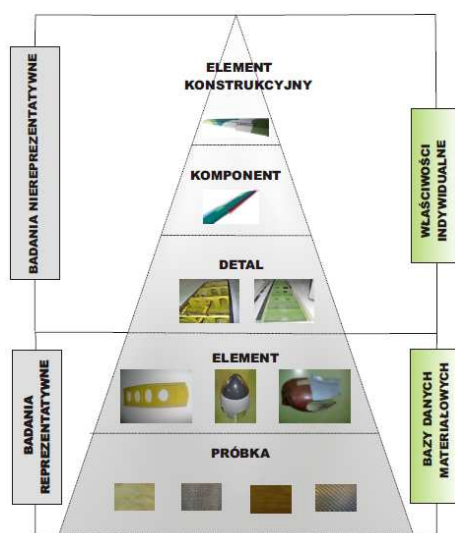 ELEMENT
KONSTRUKCYJNY
KOMPONENT
DETAL
ELEMENT
PRÓBKA
BADANIA NIEREPREZENTATYWNE
BADANIA
REPREZENTATYWNE
WŁAŚCIWOŚCI
INDYWIDUALNE
BAZY DANYCH
MATERIAŁOWYCH